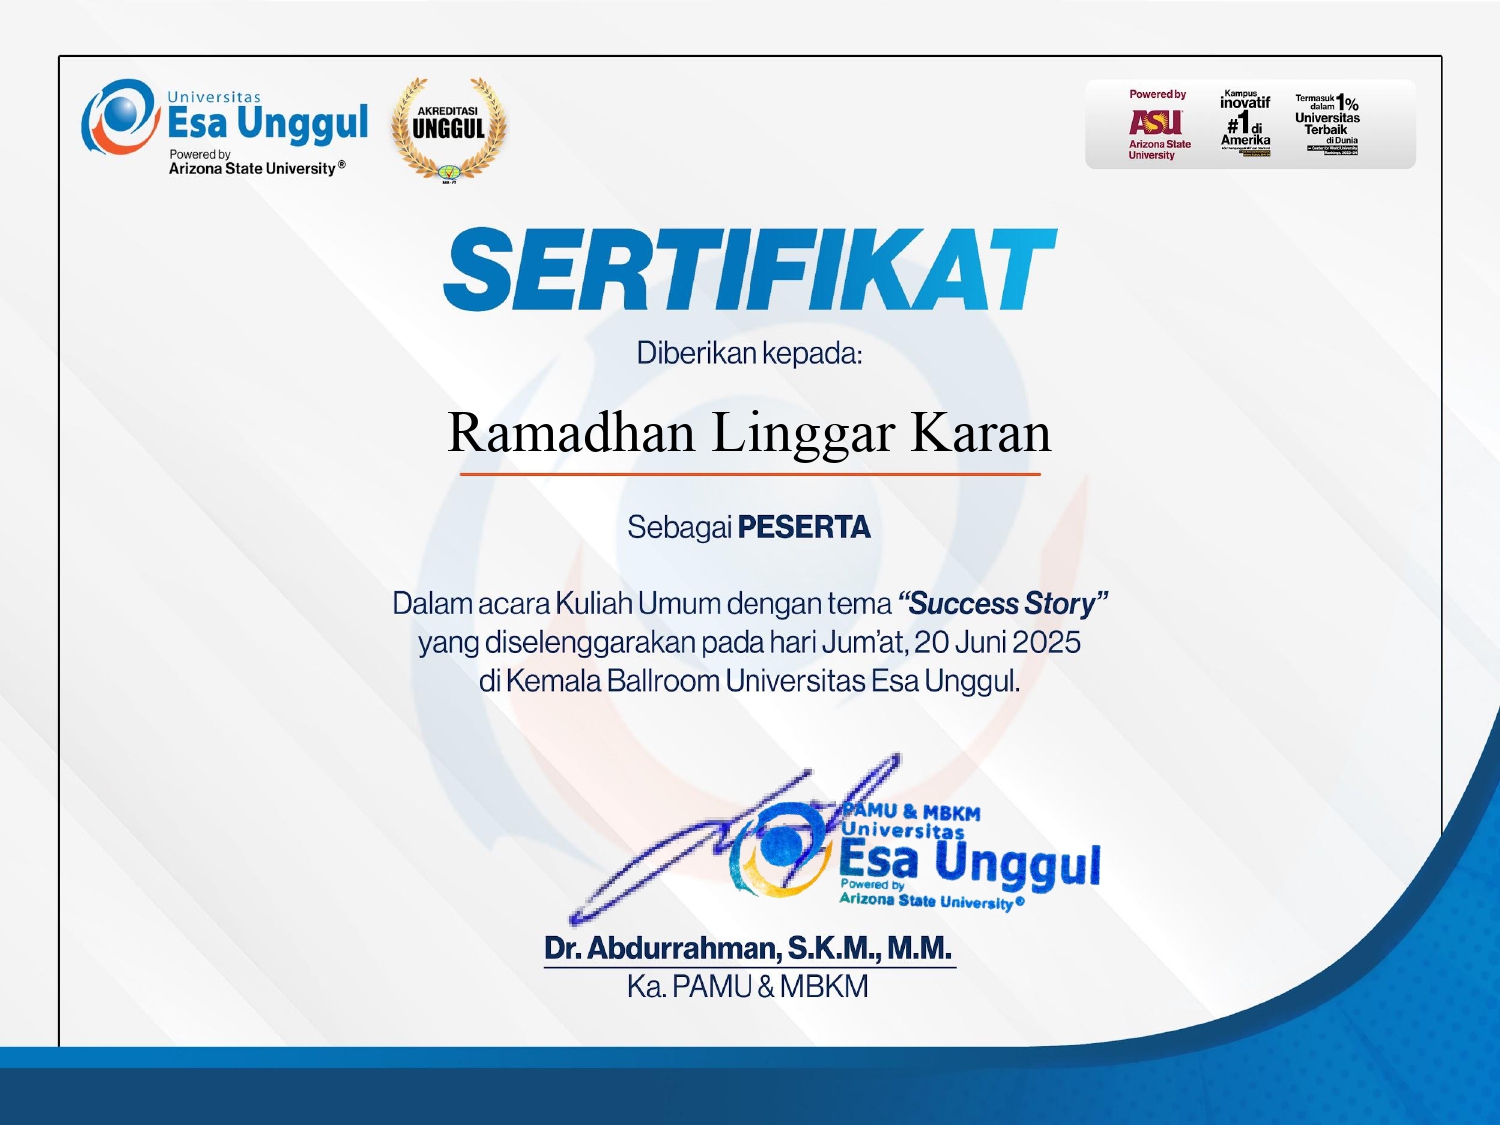 Universitas
Esa Unggul
Powered by
Arizona State University®
AKREDITASI
UNGGUL
Powered by
ASU
Arizona State
University
Kampus
inovatif
#1 di
Amerika
Termasuk
dalam 1%
Universitas
Terbaik
di Dunia
SERTIFIKAT
Diberikan kepada:
Ramadhan Linggar Karan
Sebagai PESERTA
Dalam acara Kuliah Umum dengan tema “Success Story”
yang diselenggarakan pada hari Jum’at, 20 Juni 2025
di Kemala Ballroom Universitas Esa Unggul.
PAMU & MBKM
Universitas
Esa Unggul
Powered by
Arizona State University®
Dr. Abdurrahman, S.K.M., M.M.
Ka. PAMU & MBKM